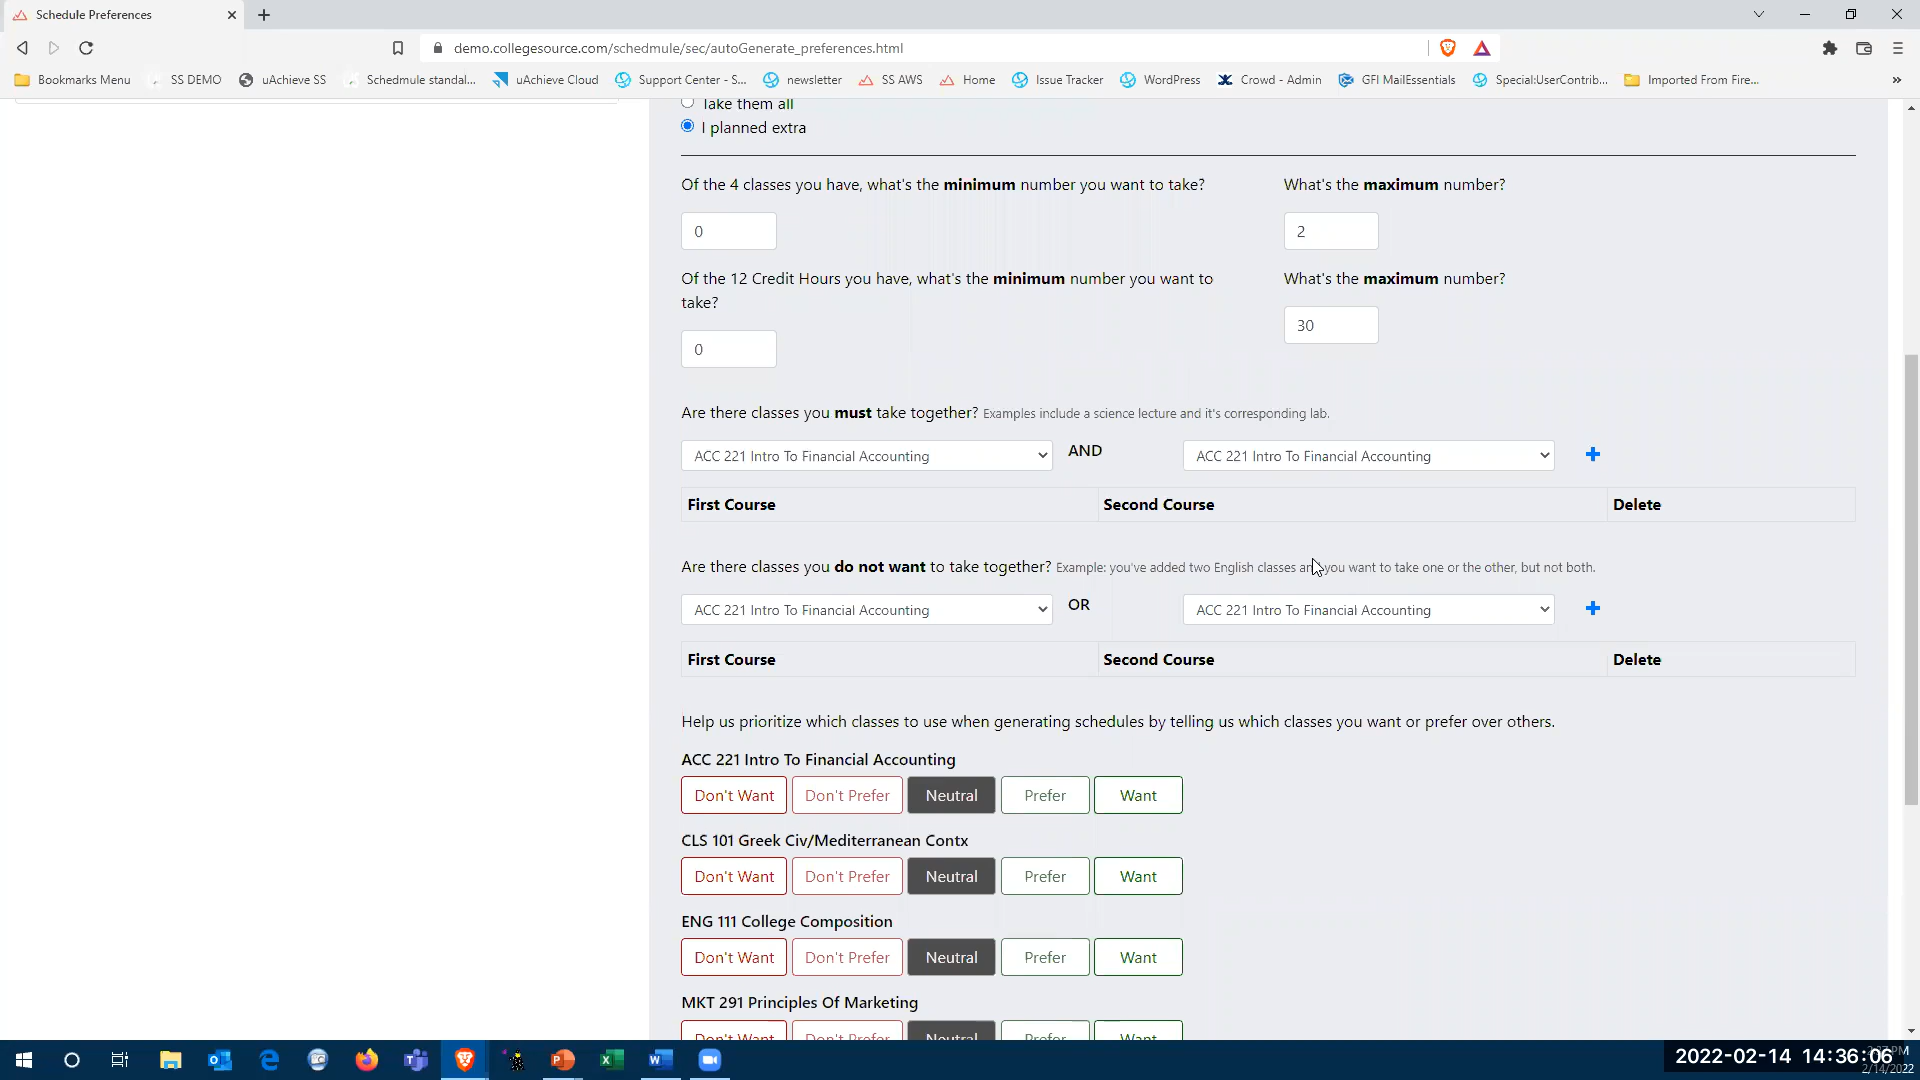 Schedule Preferences
demo.collegesource.com/schedmule/sec/autoGenerate_preferences.html
Bookmarks Menu SS DEMO uAchieve SS Schedmule standal... uAchieve Cloud Support Center - S... newsletter SS AWS Home Issue Tracker WordPress Crowd - Admin GFI MailEssentials Special:UserContrib... Imported From Fire...
Take them all
I planned extra
Of the 4 classes you have, what's the minimum number you want to take? What's the maximum number?
0 2
Of the 12 Credit Hours you have, what's the minimum number you want to What's the maximum number?
take?
30
0
Are there classes you must take together? Examples include a science lecture and it's corresponding lab.
ACC 221 Intro To Financial Accounting AND ACC 221 Intro To Financial Accounting
First Course Second Course Delete
Are there classes you do not want to take together? Example: you've added two English classes and you want to take one or the other, but not both.
ACC 221 Intro To Financial Accounting OR ACC 221 Intro To Financial Accounting
First Course Second Course Delete
Help us prioritize which classes to use when generating schedules by telling us which classes you want or prefer over others.
ACC 221 Intro To Financial Accounting
Don't Want Don't Prefer Neutral Prefer Want
CLS 101 Greek Civ/Mediterranean Contx
Don't Want Don't Prefer Neutral Prefer Want
ENG 111 College Composition
Don't Want Don't Prefer Neutral Prefer Want
MKT 291 Principles Of Marketing
Don't Want Don't Prefer Neutral Prefer Want
2022-02-14 14:36:06
2/14/2022